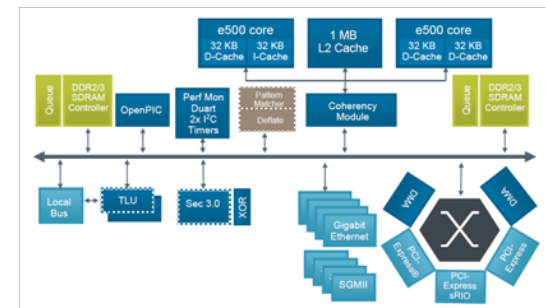 e500 core
32 KB
D-Cache
32 KB
I-Cache
1 MB
L2 Cache
e500 core
32 KB
D-Cache
32 KB
D-Cache
Queue
DDR2/3
SDRAM
Controller
OpenPIC
Perf Mon
Duart
2x I²C
Timers
Pattern
Matcher
Deflate
Coherency
Module
Queue
DDR2/3
SDRAM
Controller
Local
Bus
TLU
Sec 3.0
XOR
Gigabit
Ethernet
SGMII
DMA
DMA
PCI-
Express®
PCI-
Express
sRIO
PCI-
Express